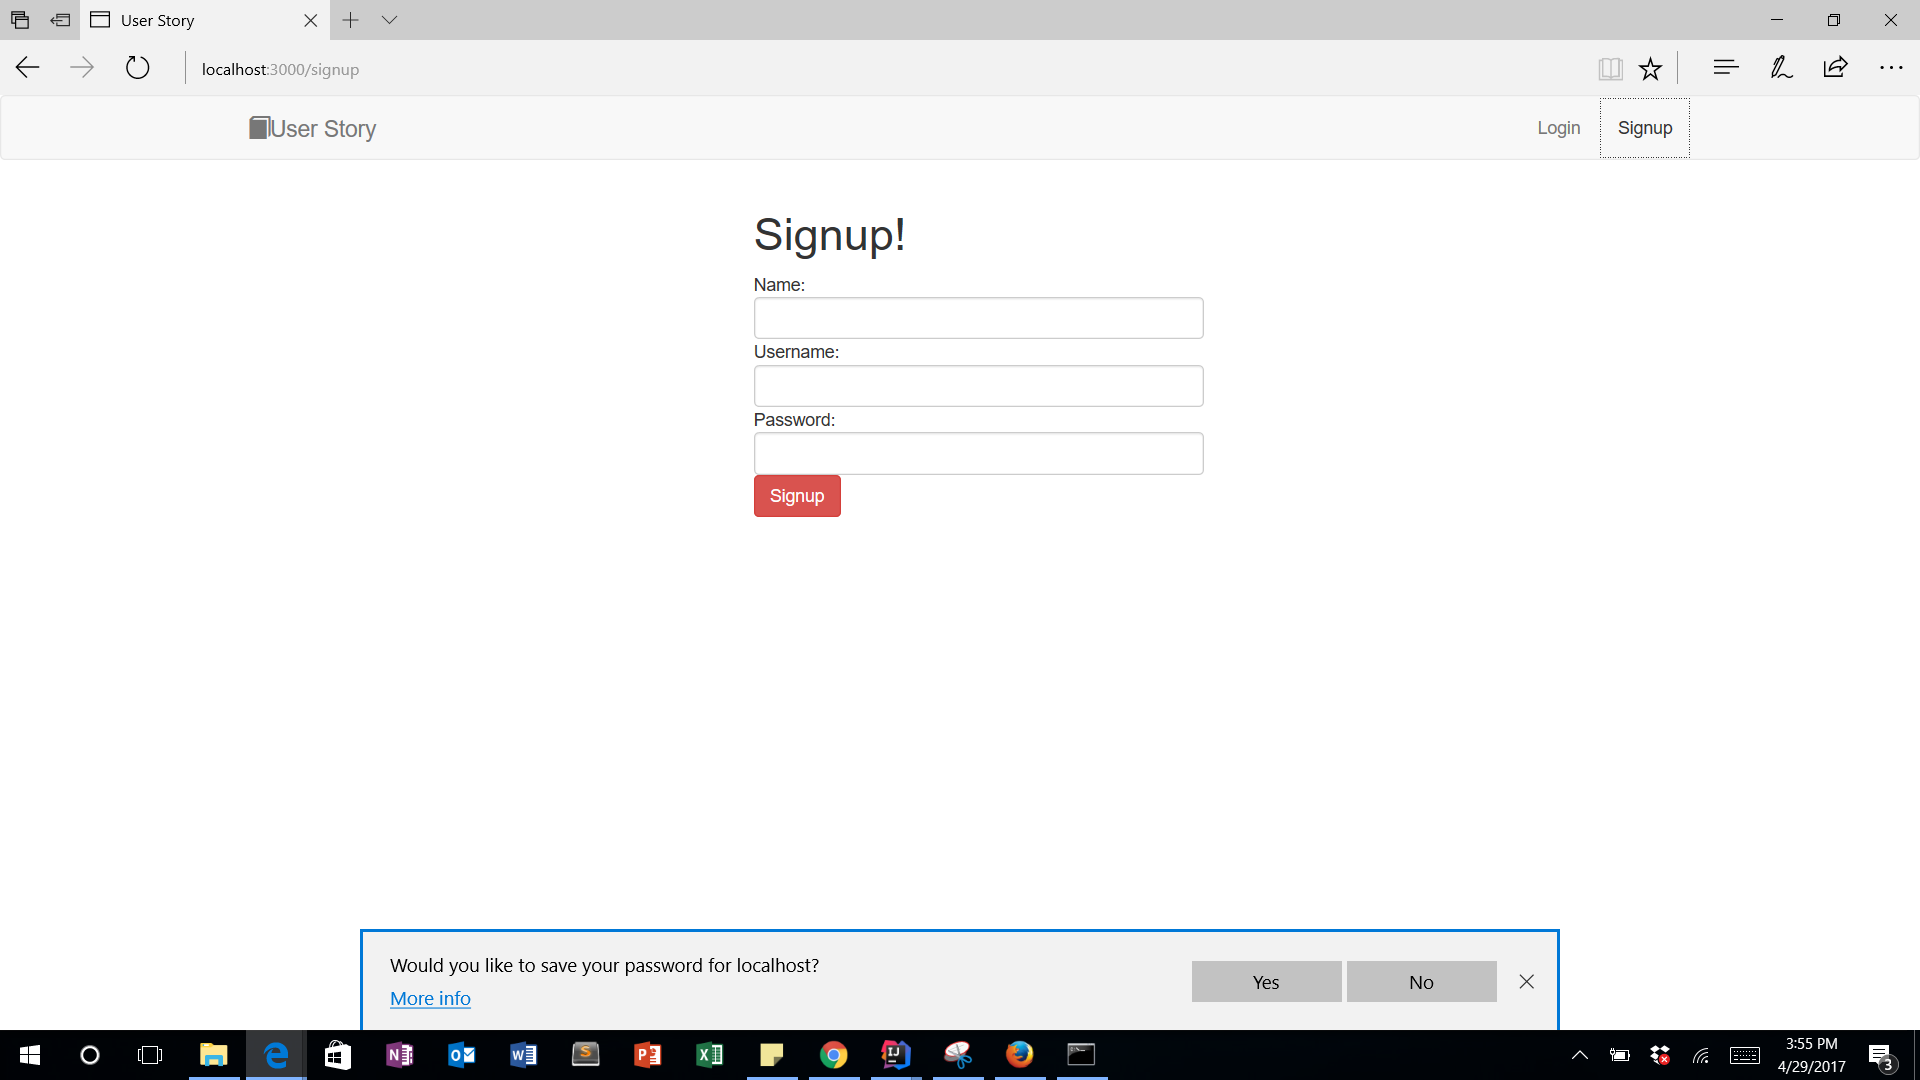 User Story
localhost:3000/signup
User Story
Login
Signup
Signup!
Name:
Username:
Password:
Signup
Would you like to save your password for localhost?
More info
Yes
No
3:55 PM
4/29/2017
3